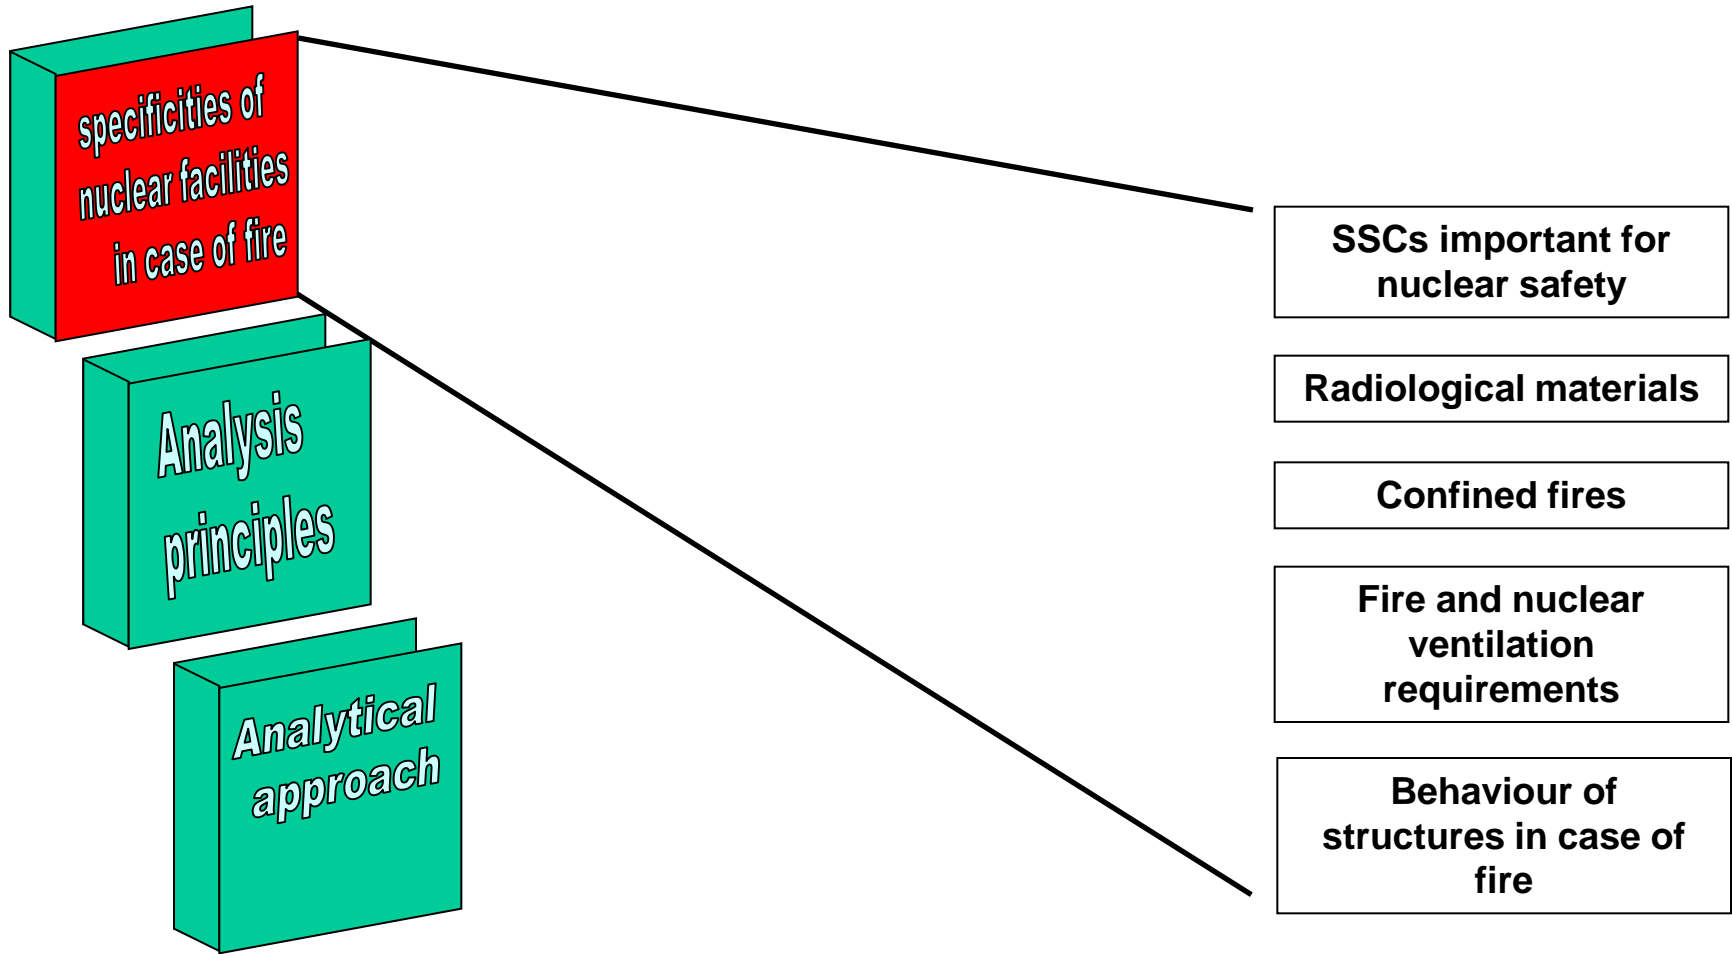 specificities of
nuclear facilities
in case of fire
Analysis
principles
Analytical
approach
SSCs important for
nuclear safety
Radiological materials
Confined fires
Fire and nuclear
ventilation
requirements
Behaviour of
structures in case of
fire